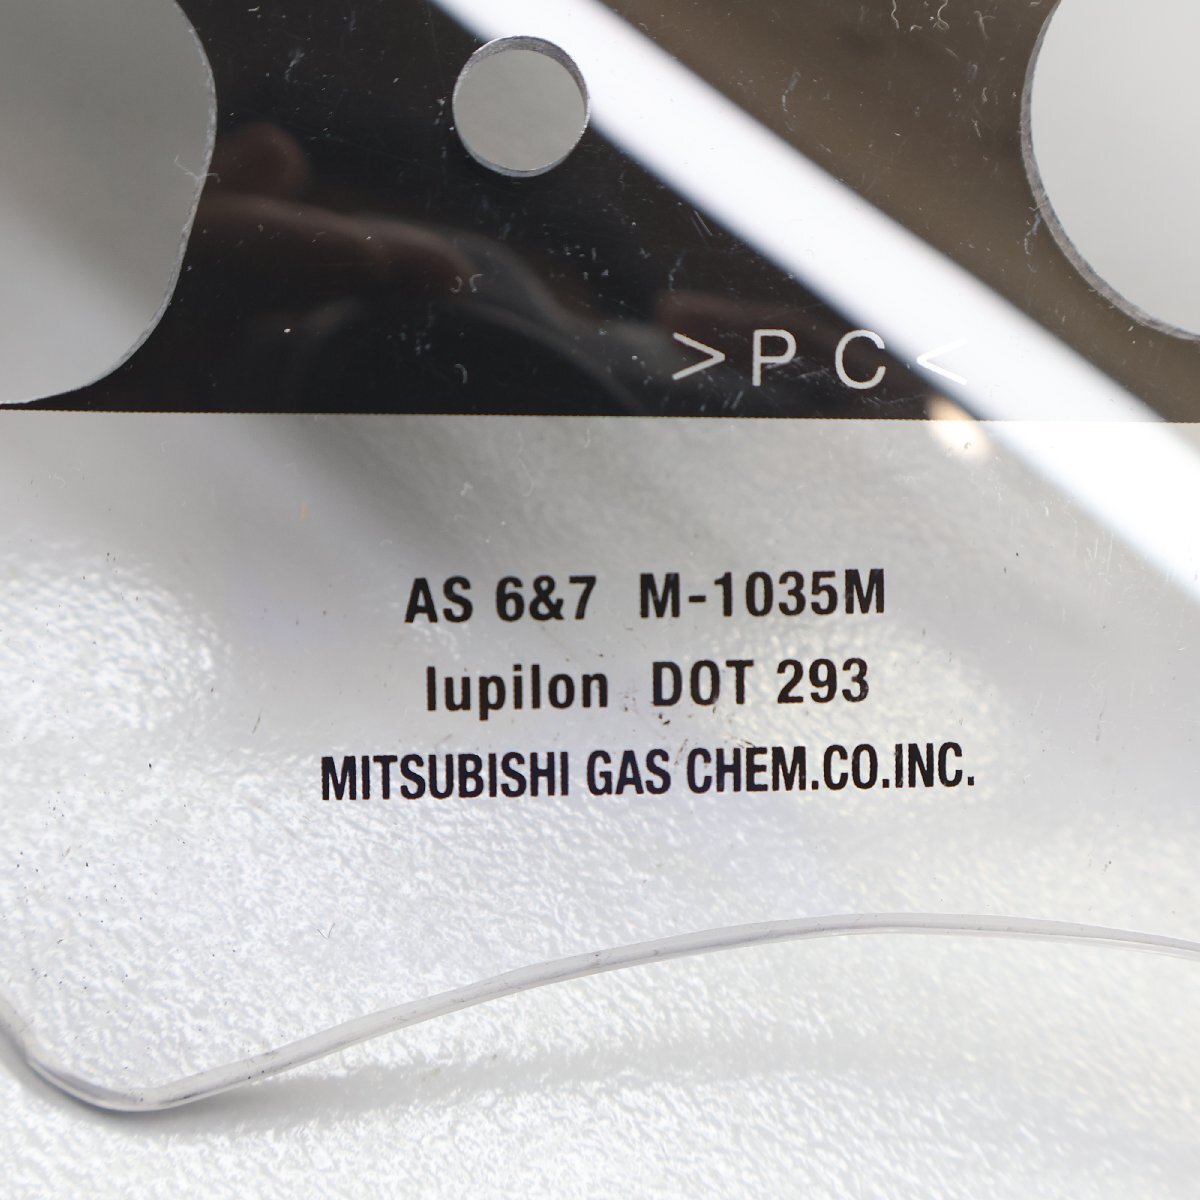 >PC<
AS 6&7 M-1035M
Iupilon DOT 293
MITSUBISHI GAS CHEM.CO.INC.